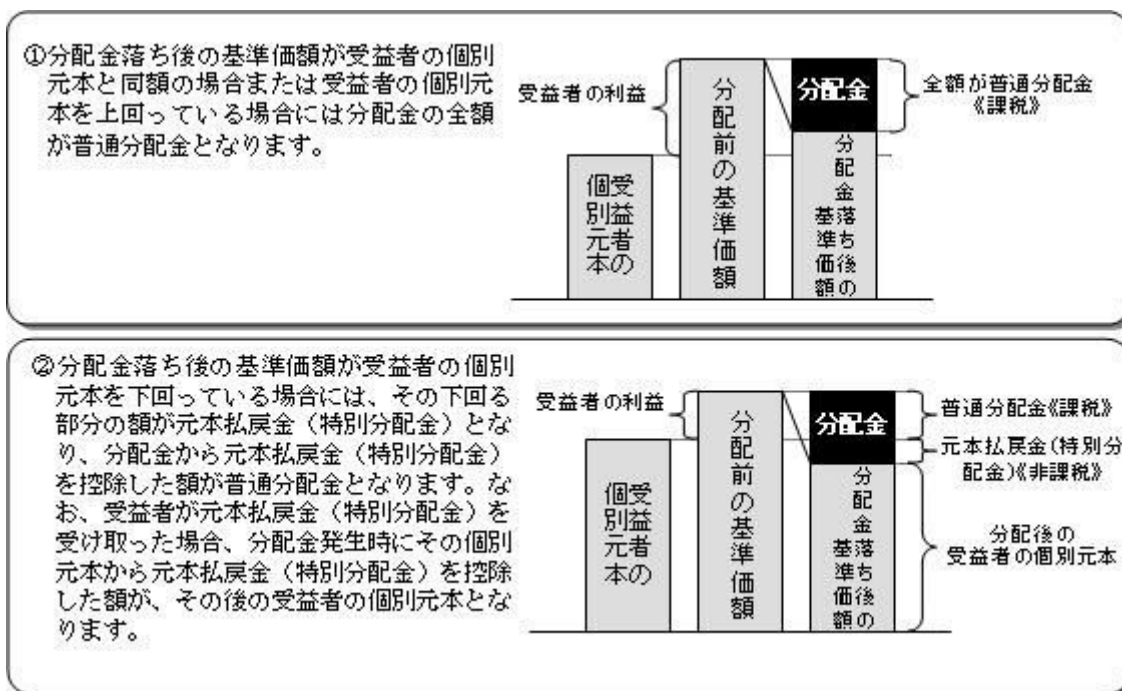 ①分配金落ち後の基準価額が受益者の個別
元本と同額の場合または受益者の個別元
本を上回っている場合には分配金の全額
が普通分配金となります。
受益者の利益
受益者の
個別元本
分配前の基準価額
分配金
分配金落ち後の
基準価額
全額が普通分配金
《課税》
②分配金落ち後の基準価額が受益者の個別
元本を下回っている場合には、その下回る
部分の額が元本払戻金（特別分配金）とな
り、分配金から元本払戻金（特別分配金）
を控除した額が普通分配金となります。な
お、受益者が元本払戻金（特別分配金）を
受け取った場合、分配金発生時にその個別
元本から元本払戻金（特別分配金）を控除
した額が、その後の受益者の個別元本とな
ります。
受益者の利益
受益者の
個別元本
分配前の基準価額
分配金
分配金落ち後の
基準価額
普通分配金《課税》
元本払戻金(特別分
配金)《非課税》
分配後の
受益者の個別元本